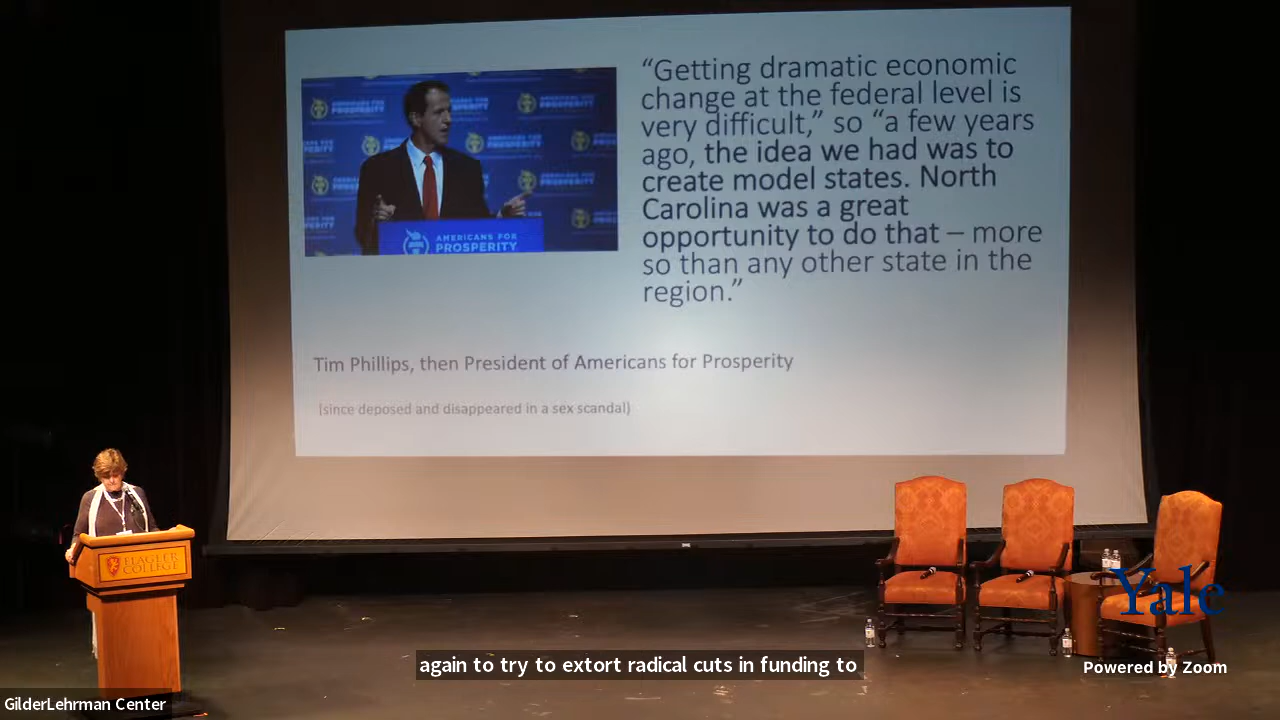 “Getting dramatic economic
change at the federal level is
very difficult,” so “a few years
ago, the idea we had was to
create model states. North
Carolina was a great
opportunity to do that – more
so than any other state in the
region.”
AMERICANS FOR
PROSPERITY
AMERICANS FOR
PROSPERITY
Tim Phillips, then President of Americans for Prosperity
(since deposed and disappeared in a sex scandal)
FLAGLER
COLLEGE
Yale
again to try to extort radical cuts in funding to
Powered by Zoom
GilderLehrman Center